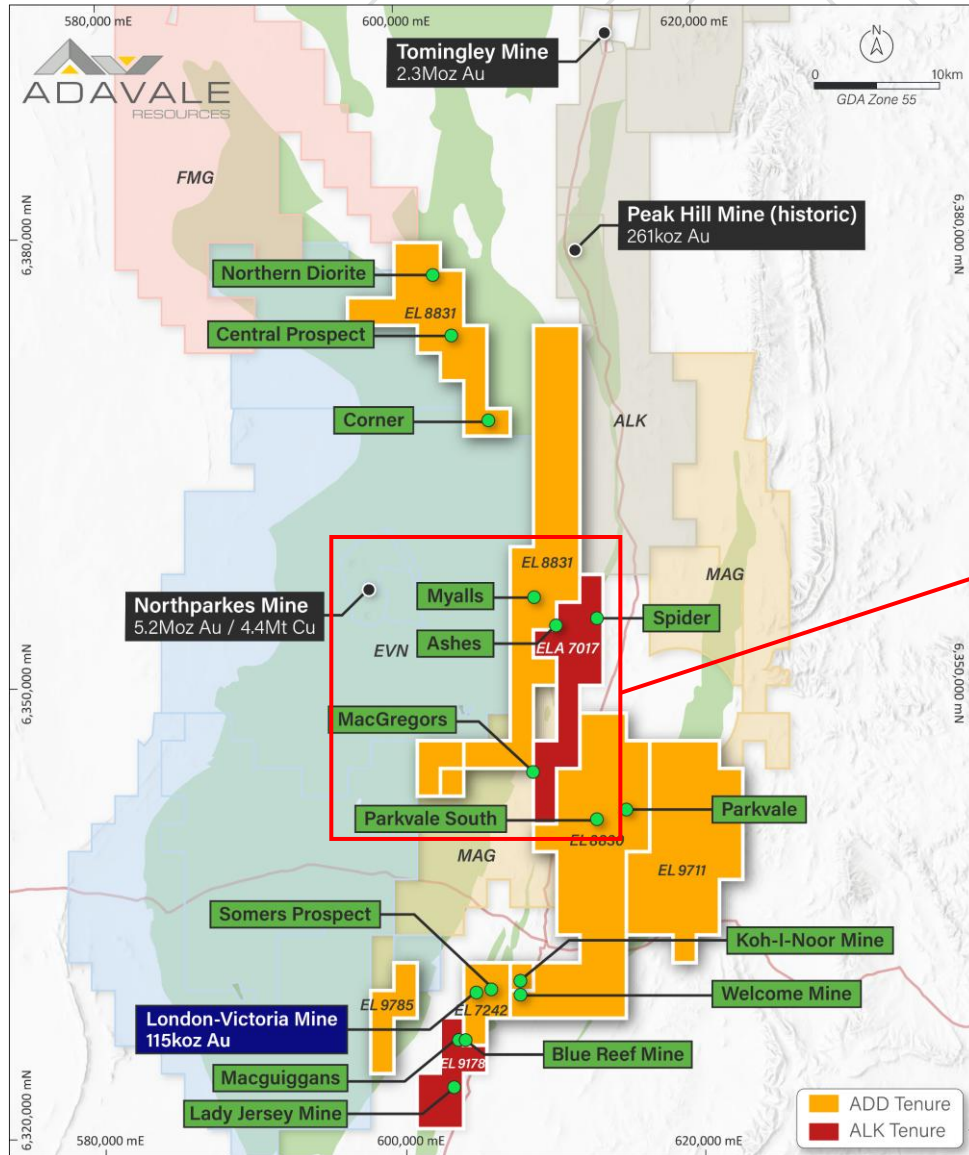 580,000 mE
600,000 mE
620,000 mE
ADAVALE
RESOURCES
Tomingley Mine
2.3Moz Au
N
0 10km
GDA Zone 55
FMG
6,380,000 mN
6,380,000 mN
Peak Hill Mine (historic)
261koz Au
Northern Diorite
EL 8831
Central Prospect
Corner
ALK
EL 8831
MAG
Northparkes Mine
5.2Moz Au / 4.4Mt Cu
Myalls
Ashes
EVN
ELA 7017
Spider
6,350,000 mN
6,350,000 mN
MacGregors
Parkvale South
Parkvale
EL 8830
MAG
EL 9711
Somers Prospect
Koh-I-Noor Mine
EL 9785
EL 7242
Welcome Mine
London-Victoria Mine
115koz Au
Blue Reef Mine
Macguiggans
EL 9178
Lady Jersey Mine
6,320,000 mN
6,320,000 mN
ADD Tenure
ALK Tenure
580,000 mE
600,000 mE
620,000 mE